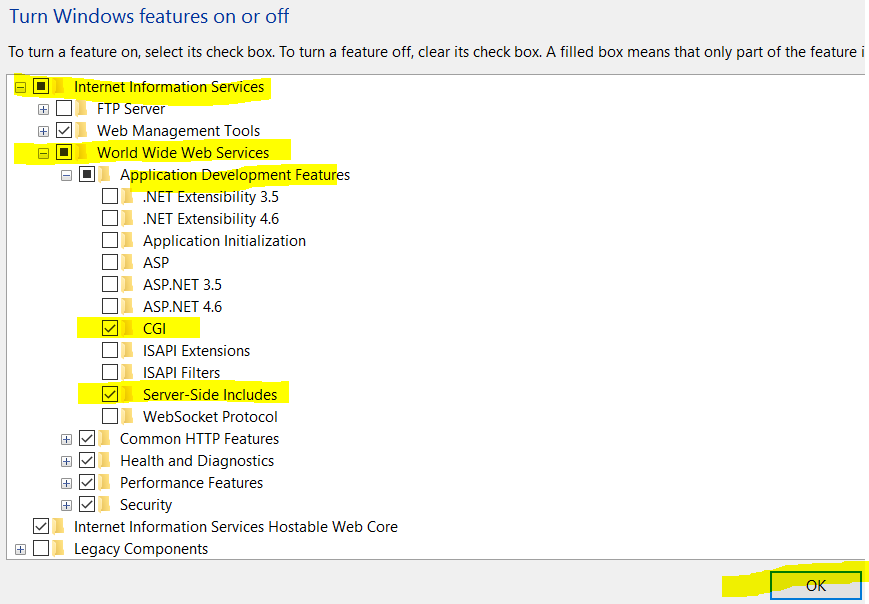 Turn Windows features on or off
To turn a feature on, select its check box. To turn a feature off, clear its check box. A filled box means that only part of the feature i
Internet Information Services
FTP Server
Web Management Tools
World Wide Web Services
Application Development Features
.NET Extensibility 3.5
.NET Extensibility 4.6
Application Initialization
ASP
ASP.NET 3.5
ASP.NET 4.6
CGI
ISAPI Extensions
ISAPI Filters
Server-Side Includes
WebSocket Protocol
Common HTTP Features
Health and Diagnostics
Performance Features
Security
Internet Information Services Hostable Web Core
Legacy Components
OK